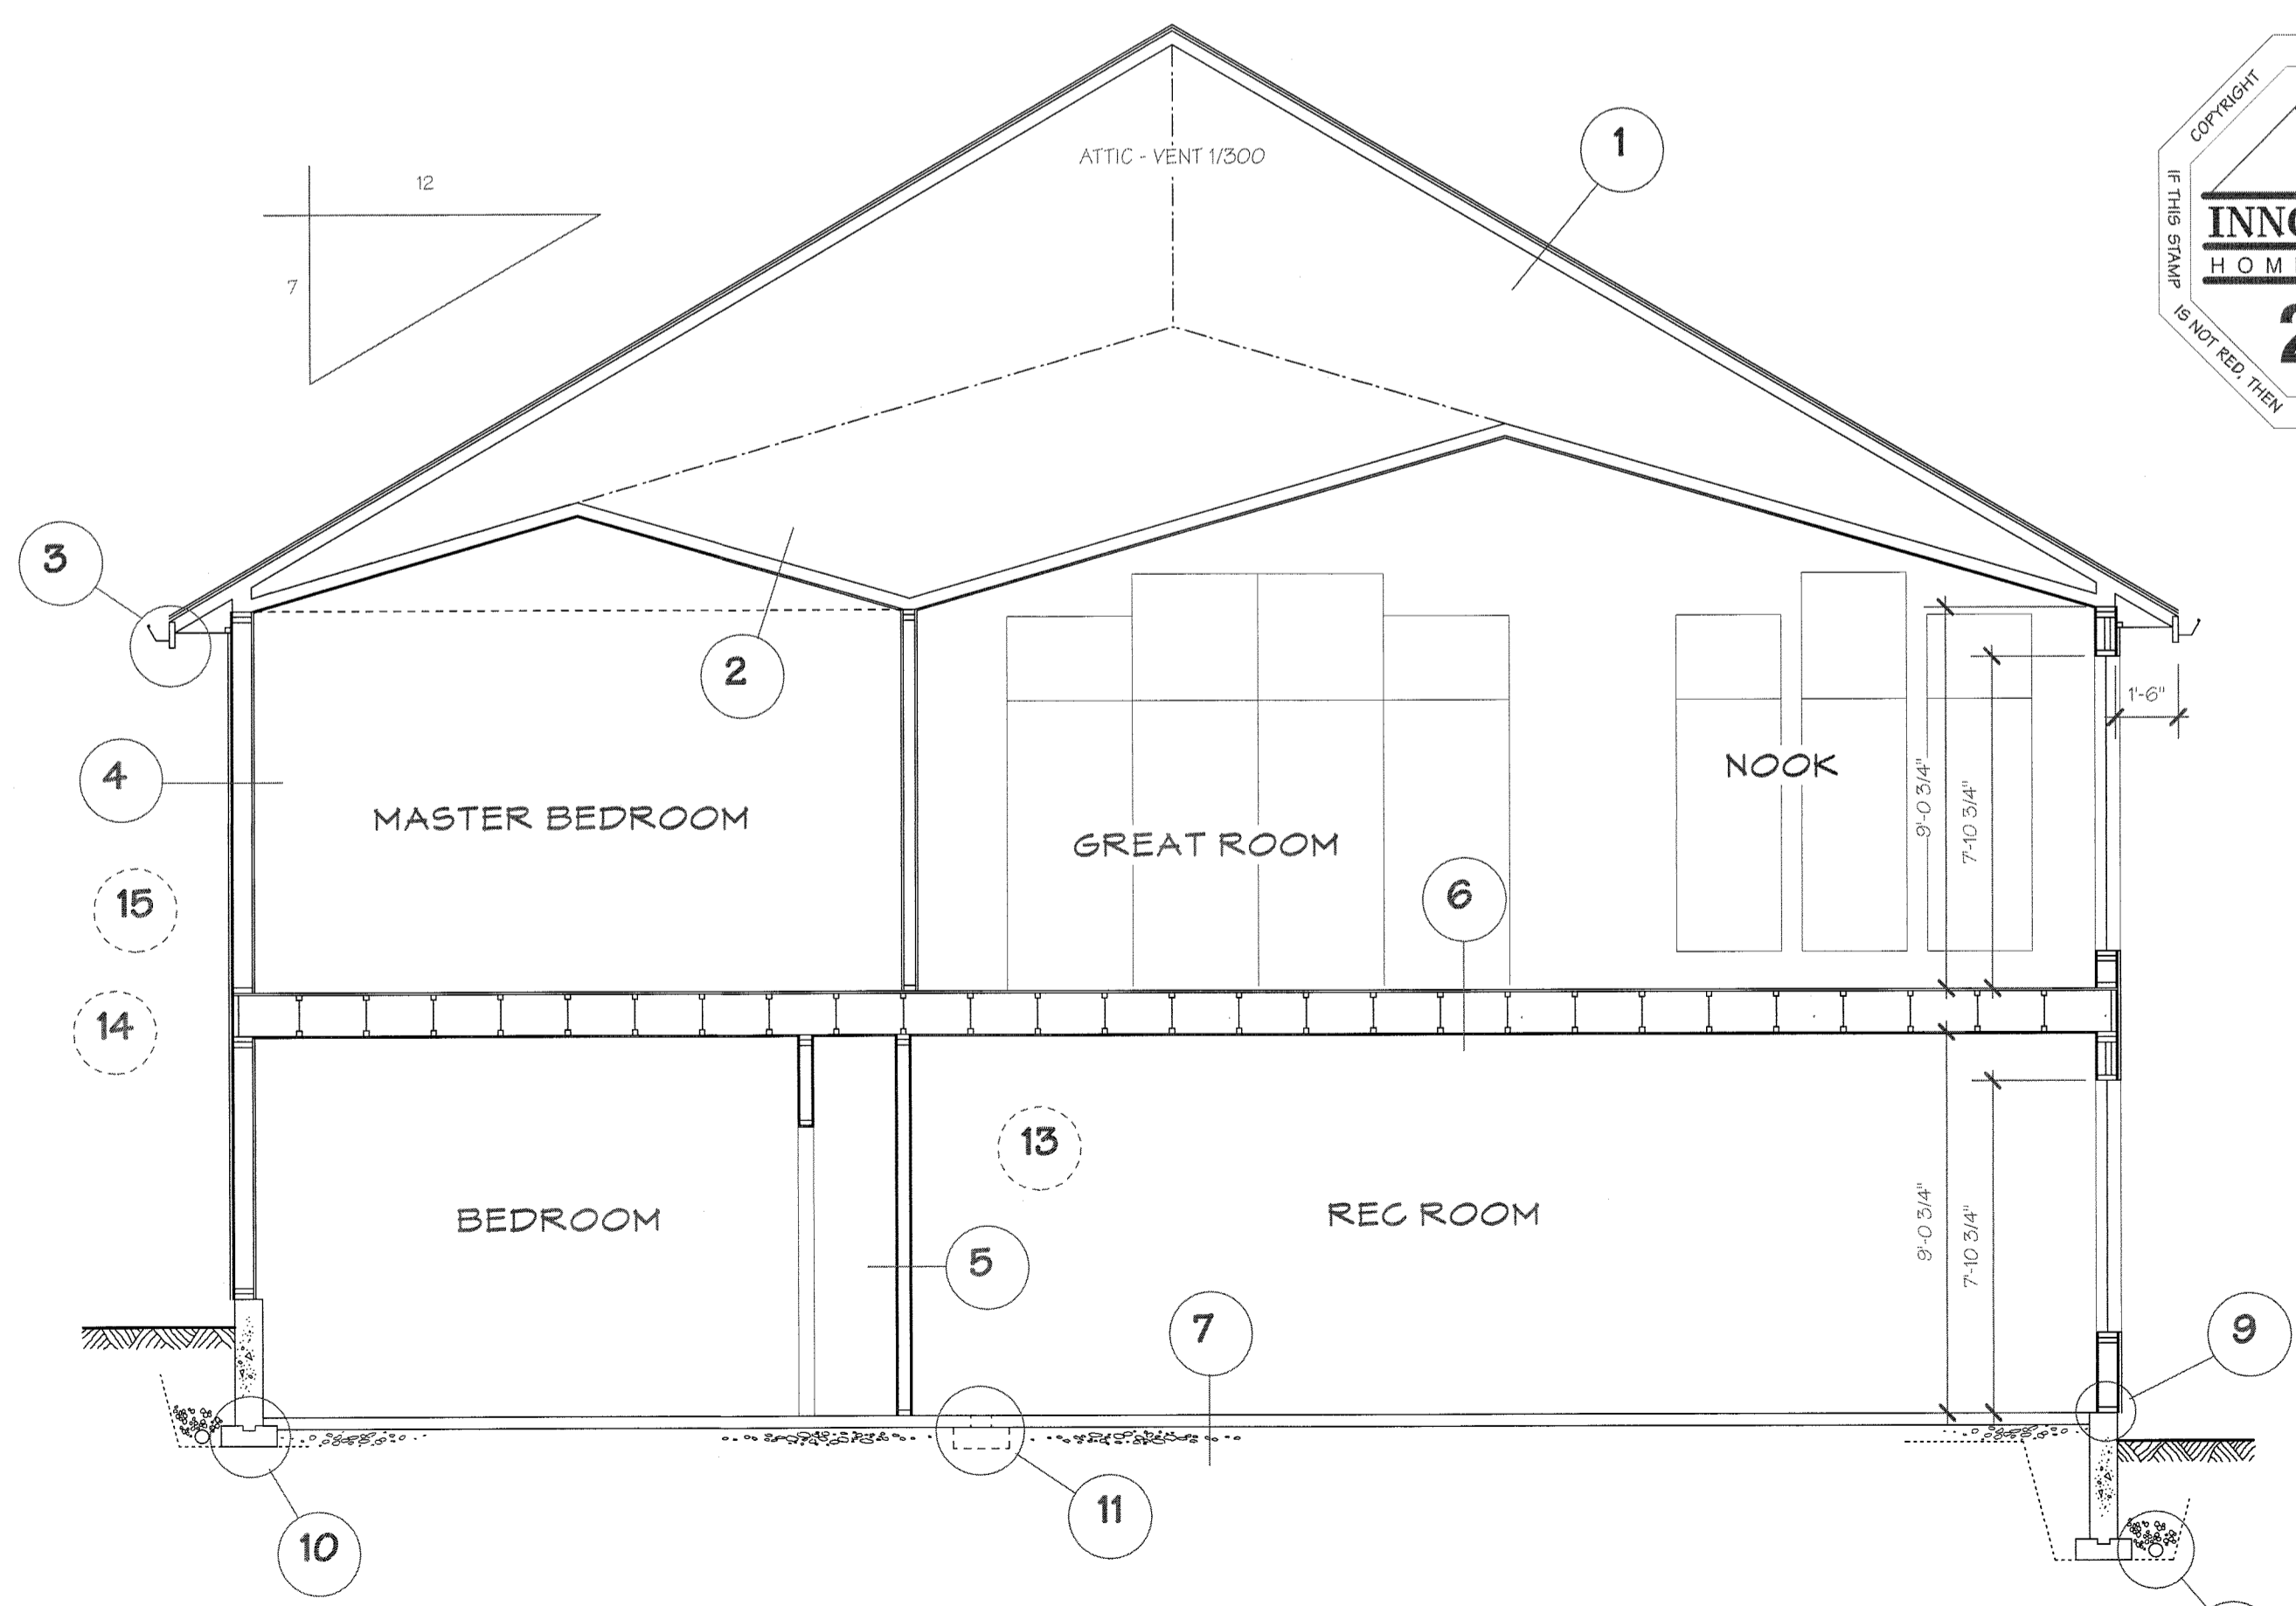 ATTIC - VENT 1/300
1
12
7
COPYRIGHT
IF THIS STAMP
IS NOT RED, THEN
HOM
2
3
2
1'-6"
4
MASTER BEDROOM
GREAT ROOM
NOOK
9'-0 3/4"
7'-10 3/4"
15
6
14
13
BEDROOM
REC ROOM
9'-0 3/4"
7'-10 3/4"
5
7
9
10
11